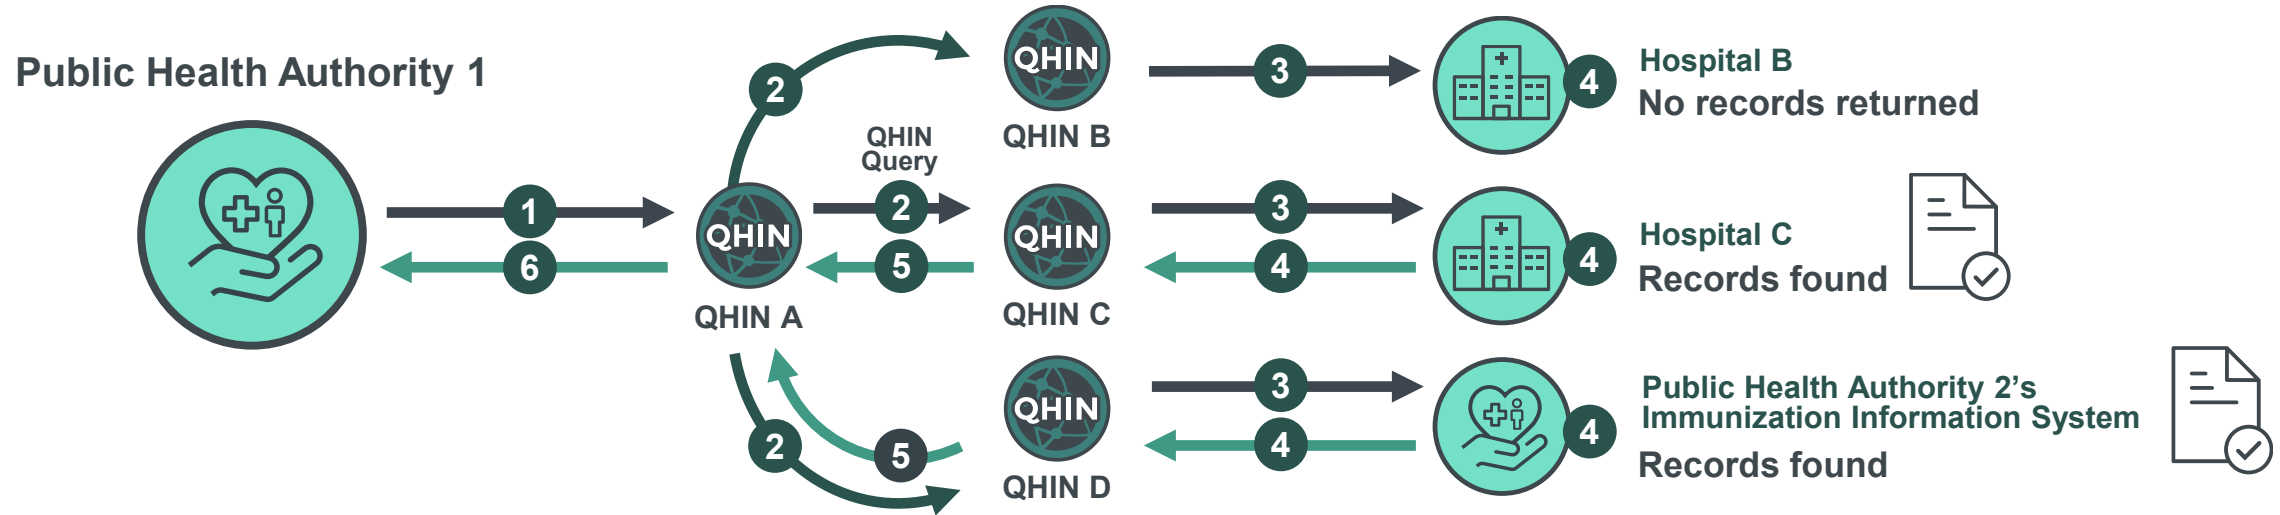 Public Health Authority 1
1
6
QHIN
QHIN A
2
QHIN
Query
2
5
2
5
QHIN
QHIN B
3
4
Hospital B
No records returned
QHIN
QHIN C
3
4
4
Hospital C
Records found
QHIN
QHIN D
3
4
4
Public Health Authority 2’s
Immunization Information System
Records found